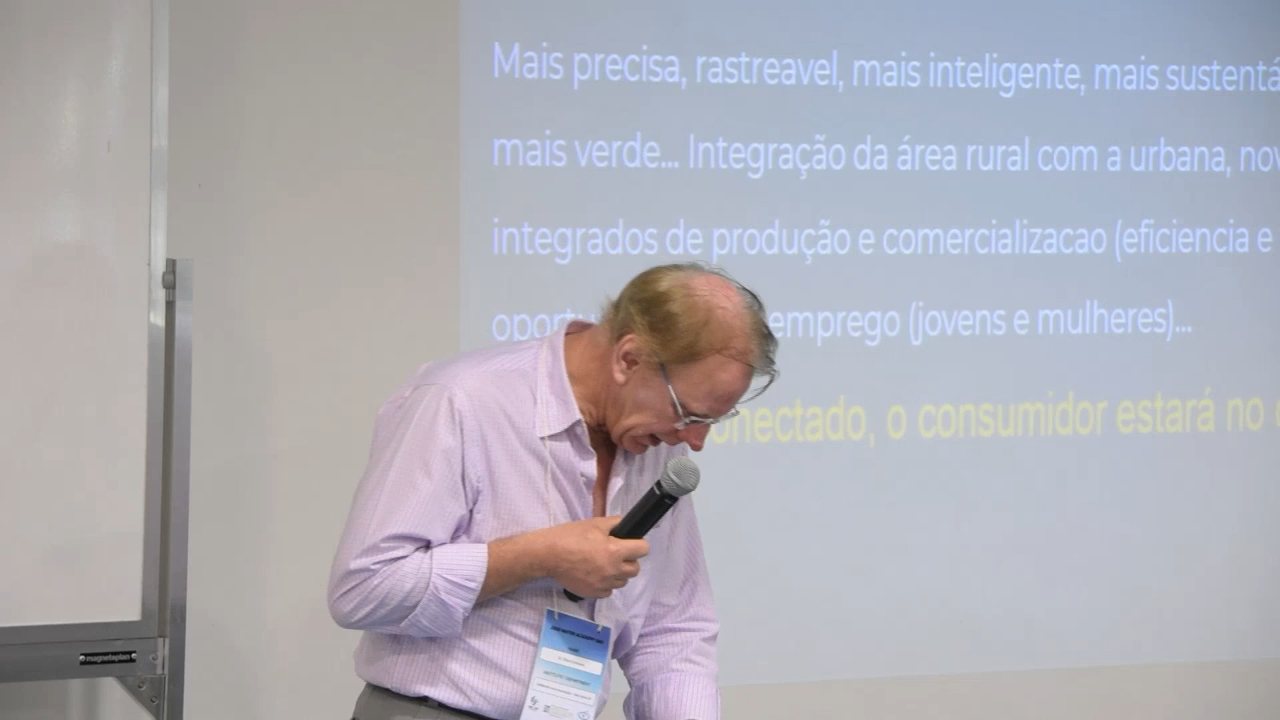 Mais precisa, rastreavel, mais inteligente, mais sustentá
mais verde... Integração da área rural com a urbana, nov
integrados de produção e comercializacao (eficiencia e
emprego (jovens e mulheres)...
onectado, o consumidor estará no
magnetoplan